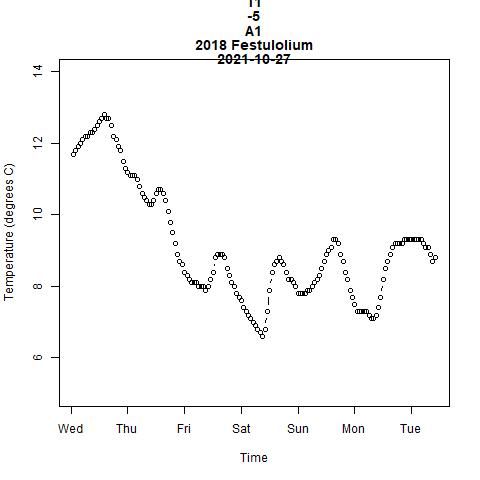 T1
-5
A1
2018 Festulolium
2021-10-27
Temperature (degrees C)
14
12
10
8
6
Wed Thu Fri Sat Sun Mon Tue
Time